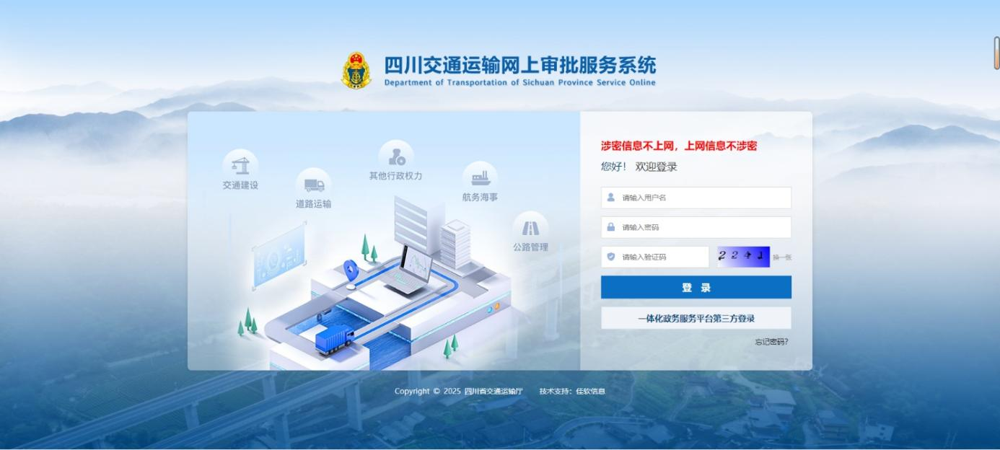 四川交通运输网上审批服务系统
Department of Transportation of Sichuan Province Service Online
交通建设
道路运输
其他行政权力
航务海事
公路管理
涉密信息不上网，上网信息不涉密
您好！ 欢迎登录
请输入用户名
请输入密码
请输入验证码
2241
换一张
登 录
一体化政务服务平台第三方登录
忘记密码?
Copyright © 2025 四川省交通运输厅 技术支持：佳软信息